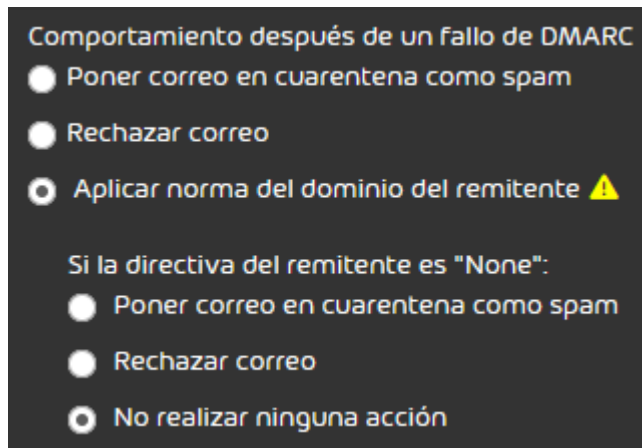 Comportamiento después de un fallo de DMARC
Poner correo en cuarentena como spam
Rechazar correo
Aplicar norma del dominio del remitente
Si la directiva del remitente es "None":
Poner correo en cuarentena como spam
Rechazar correo
No realizar ninguna acción